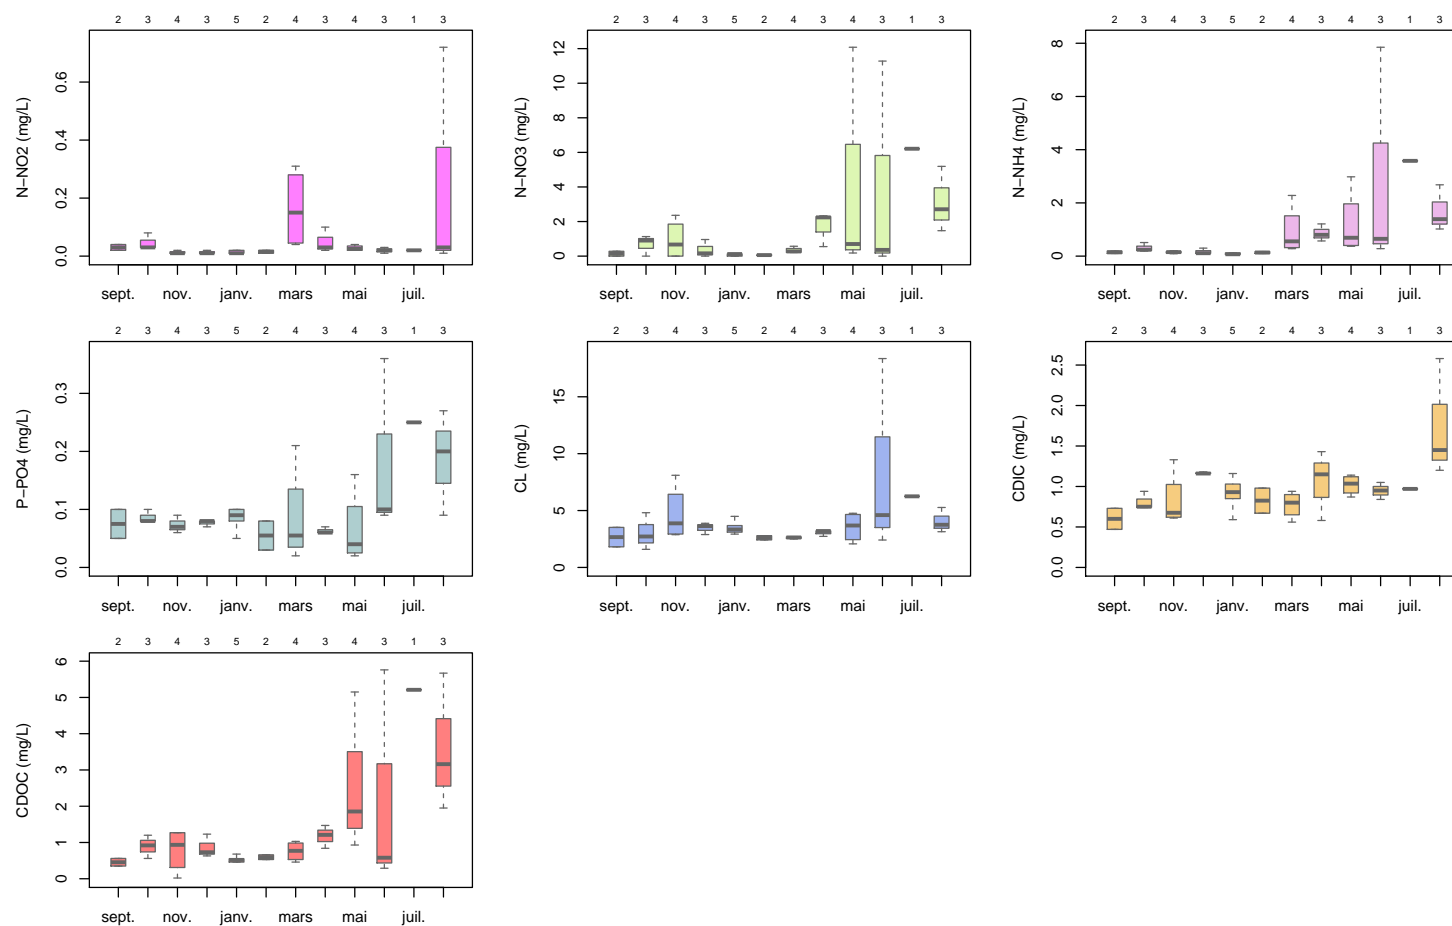 2 3 4 3 5 2 4 3 4 3 1 3
N−NO2 (mg/L)
0.0 0.2 0.4 0.6
sept. nov. janv. mars mai juil.
2 3 4 3 5 2 4 3 4 3 1 3
N−NO3 (mg/L)
0 2 4 6 8 10 12
sept. nov. janv. mars mai juil.
2 3 4 3 5 2 4 3 4 3 1 3
N−NH4 (mg/L)
0 2 4 6 8
sept. nov. janv. mars mai juil.
2 3 4 3 5 2 4 3 4 3 1 3
P−PO4 (mg/L)
0.0 0.1 0.2 0.3
sept. nov. janv. mars mai juil.
2 3 4 3 5 2 4 3 4 3 1 3
CL (mg/L)
0 5 10 15
sept. nov. janv. mars mai juil.
2 3 4 3 5 2 4 3 4 3 1 3
CDIC (mg/L)
0.0 0.5 1.0 1.5 2.0 2.5
sept. nov. janv. mars mai juil.
2 3 4 3 5 2 4 3 4 3 1 3
CDOC (mg/L)
0 1 2 3 4 5 6
sept. nov. janv. mars mai juil.